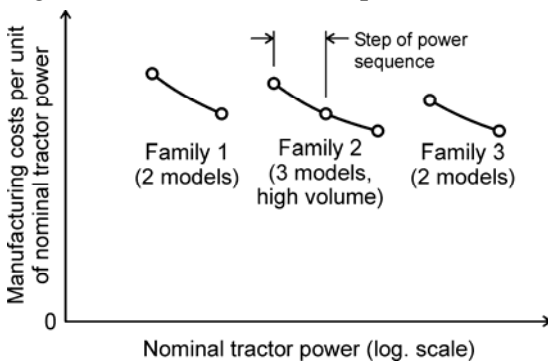 Manufacturing costs per unit
of nominal tractor power
Step of power
sequence
Family 1
(2 models)
Family 2
(3 models,
high volume)
Family 3
(2 models)
0
Nominal tractor power (log. scale)